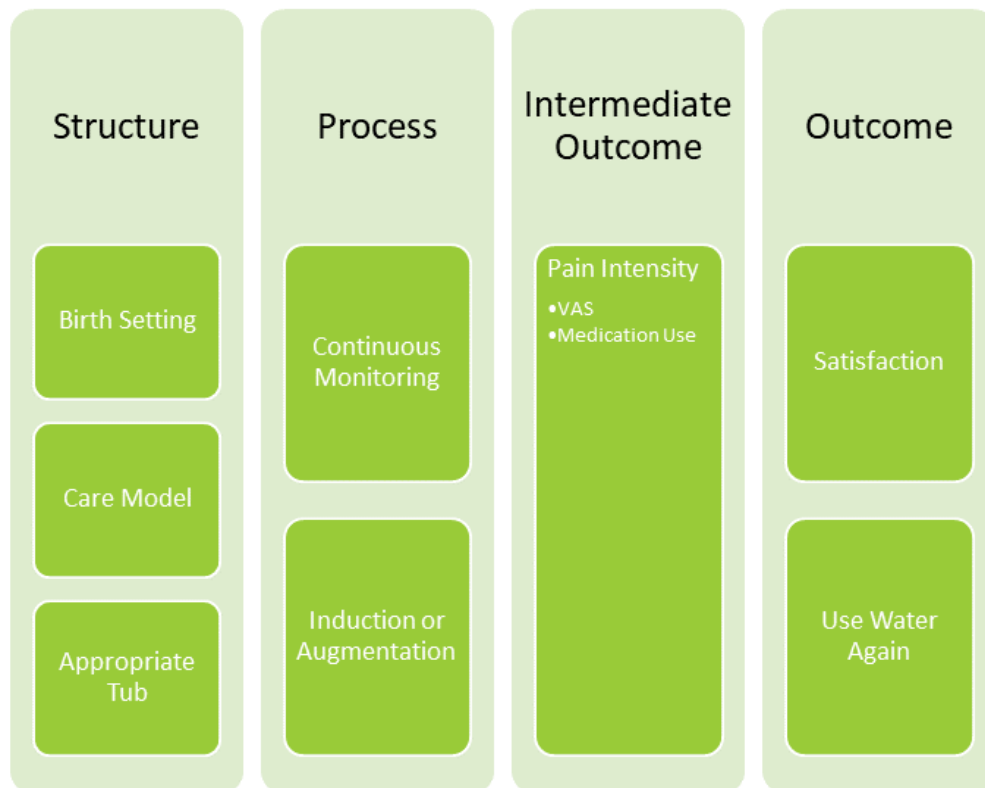 Structure
Birth Setting
Care Model
Appropriate
Tub
Process
Continuous
Monitoring
Induction or
Augmentation
Intermediate
Outcome
Pain Intensity
•VAS
•Medication Use
Outcome
Satisfaction
Use Water
Again